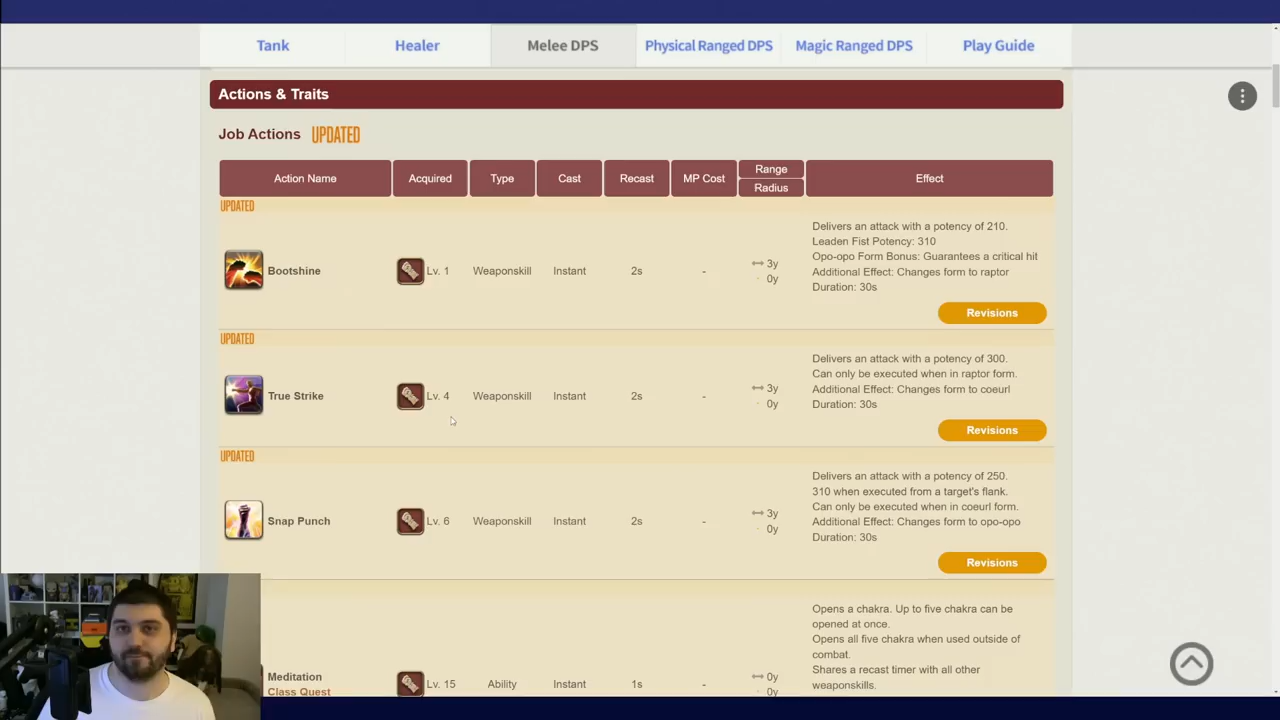 Tank
Healer
Melee DPS
Physical Ranged DPS
Magic Ranged DPS
Play Guide
Actions & Traits
Job Actions UPDATED
Action Name
Acquired
Type
Cast
Recast
MP Cost
Range
Radius
Effect
UPDATED
Bootshine
Lv. 1
Weaponskill
Instant
2s
-
3y
0y
Delivers an attack with a potency of 210.
Leaden Fist Potency: 310
Opo-opo Form Bonus: Guarantees a critical hit
Additional Effect: Changes form to raptor
Duration: 30s
Revisions
UPDATED
True Strike
Lv. 4
Weaponskill
Instant
2s
-
3y
0y
Delivers an attack with a potency of 300.
Can only be executed when in raptor form.
Additional Effect: Changes form to coeurl
Duration: 30s
Revisions
UPDATED
Snap Punch
Lv. 6
Weaponskill
Instant
2s
-
3y
0y
Delivers an attack with a potency of 250.
310 when executed from a target's flank.
Can only be executed when in coeurl form.
Additional Effect: Changes form to opo-opo
Duration: 30s
Revisions
Meditation
Class Quest
Lv. 15
Ability
Instant
1s
-
0y
0y
Opens a chakra. Up to five chakra can be
opened at once.
Opens all five chakra when used outside of
combat.
Shares a recast timer with all other
weaponskills.